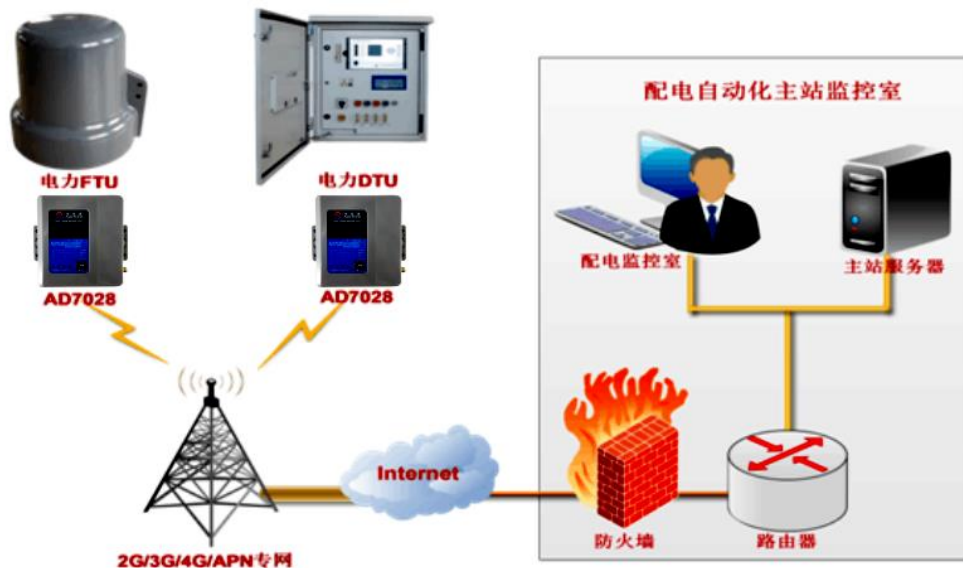 配电自动化主站监控室
电力FTU
电力DTU
AD7028
AD7028
配电监控室
主站服务器
Internet
防火墙
路由器
2G/3G/4G/APN专网